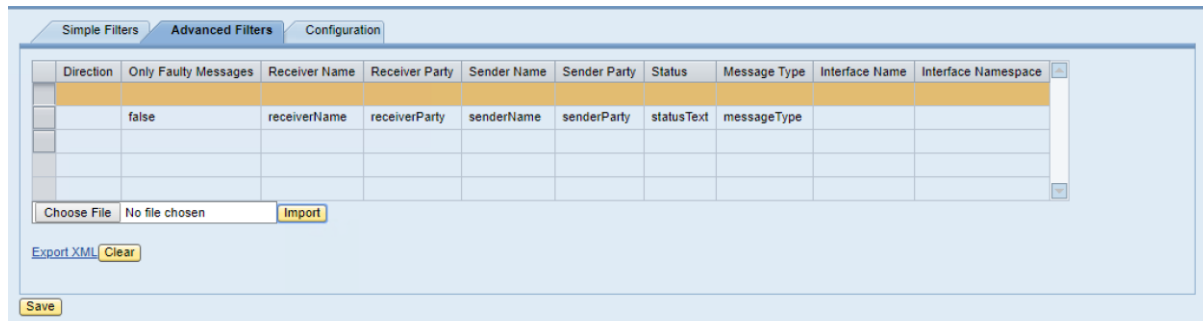 Simple Filters Advanced Filters Configuration
Direction Only Faulty Messages Receiver Name Receiver Party Sender Name Sender Party Status Message Type Interface Name Interface Namespace
false receiverName receiverParty senderName senderParty statusText messageType
Choose File No file chosen Import
Export XML Clear
Save